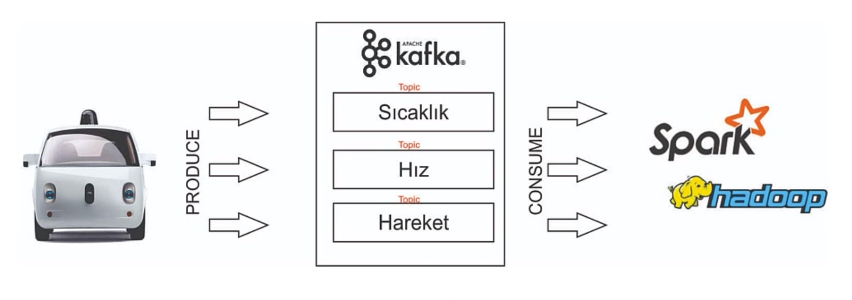 PRODUCE
APACHE
kafka®
Topic
Sıcaklık
Topic
Hız
Topic
Hareket
CONSUME
Spark
hadoop